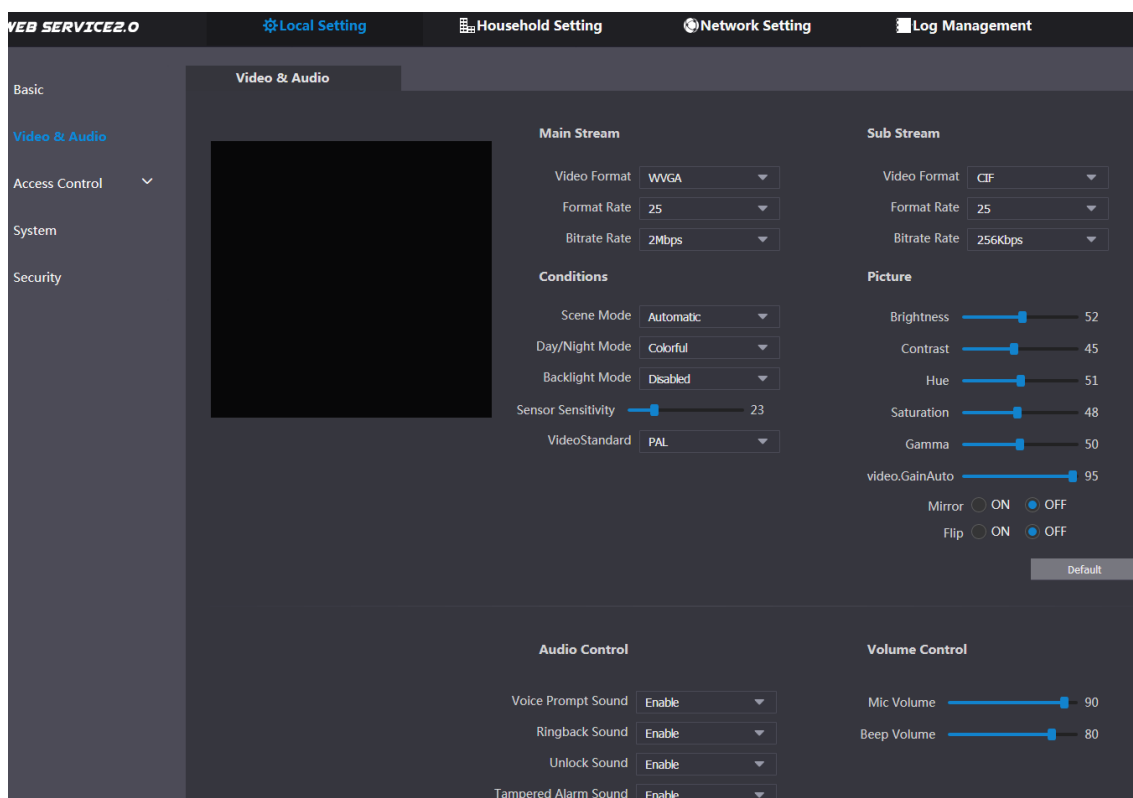 WEB SERVICE2.0
Local Setting
Household Setting
Network Setting
Log Management
Basic
Video & Audio
Access Control
System
Security
Video & Audio
Main Stream
Video Format WVGA
Format Rate 25
Bitrate Rate 2Mbps
Sub Stream
Video Format CIF
Format Rate 25
Bitrate Rate 256Kbps
Conditions
Scene Mode Automatic
Day/Night Mode Colorful
Backlight Mode Disabled
Sensor Sensitivity 23
VideoStandard PAL
Picture
Brightness 52
Contrast 45
Hue 51
Saturation 48
Gamma 50
video.GainAuto 95
Mirror ON OFF
Flip ON OFF
Default
Audio Control
Voice Prompt Sound Enable
Ringback Sound Enable
Unlock Sound Enable
Tampered Alarm Sound Enable
Volume Control
Mic Volume 90
Beep Volume 80